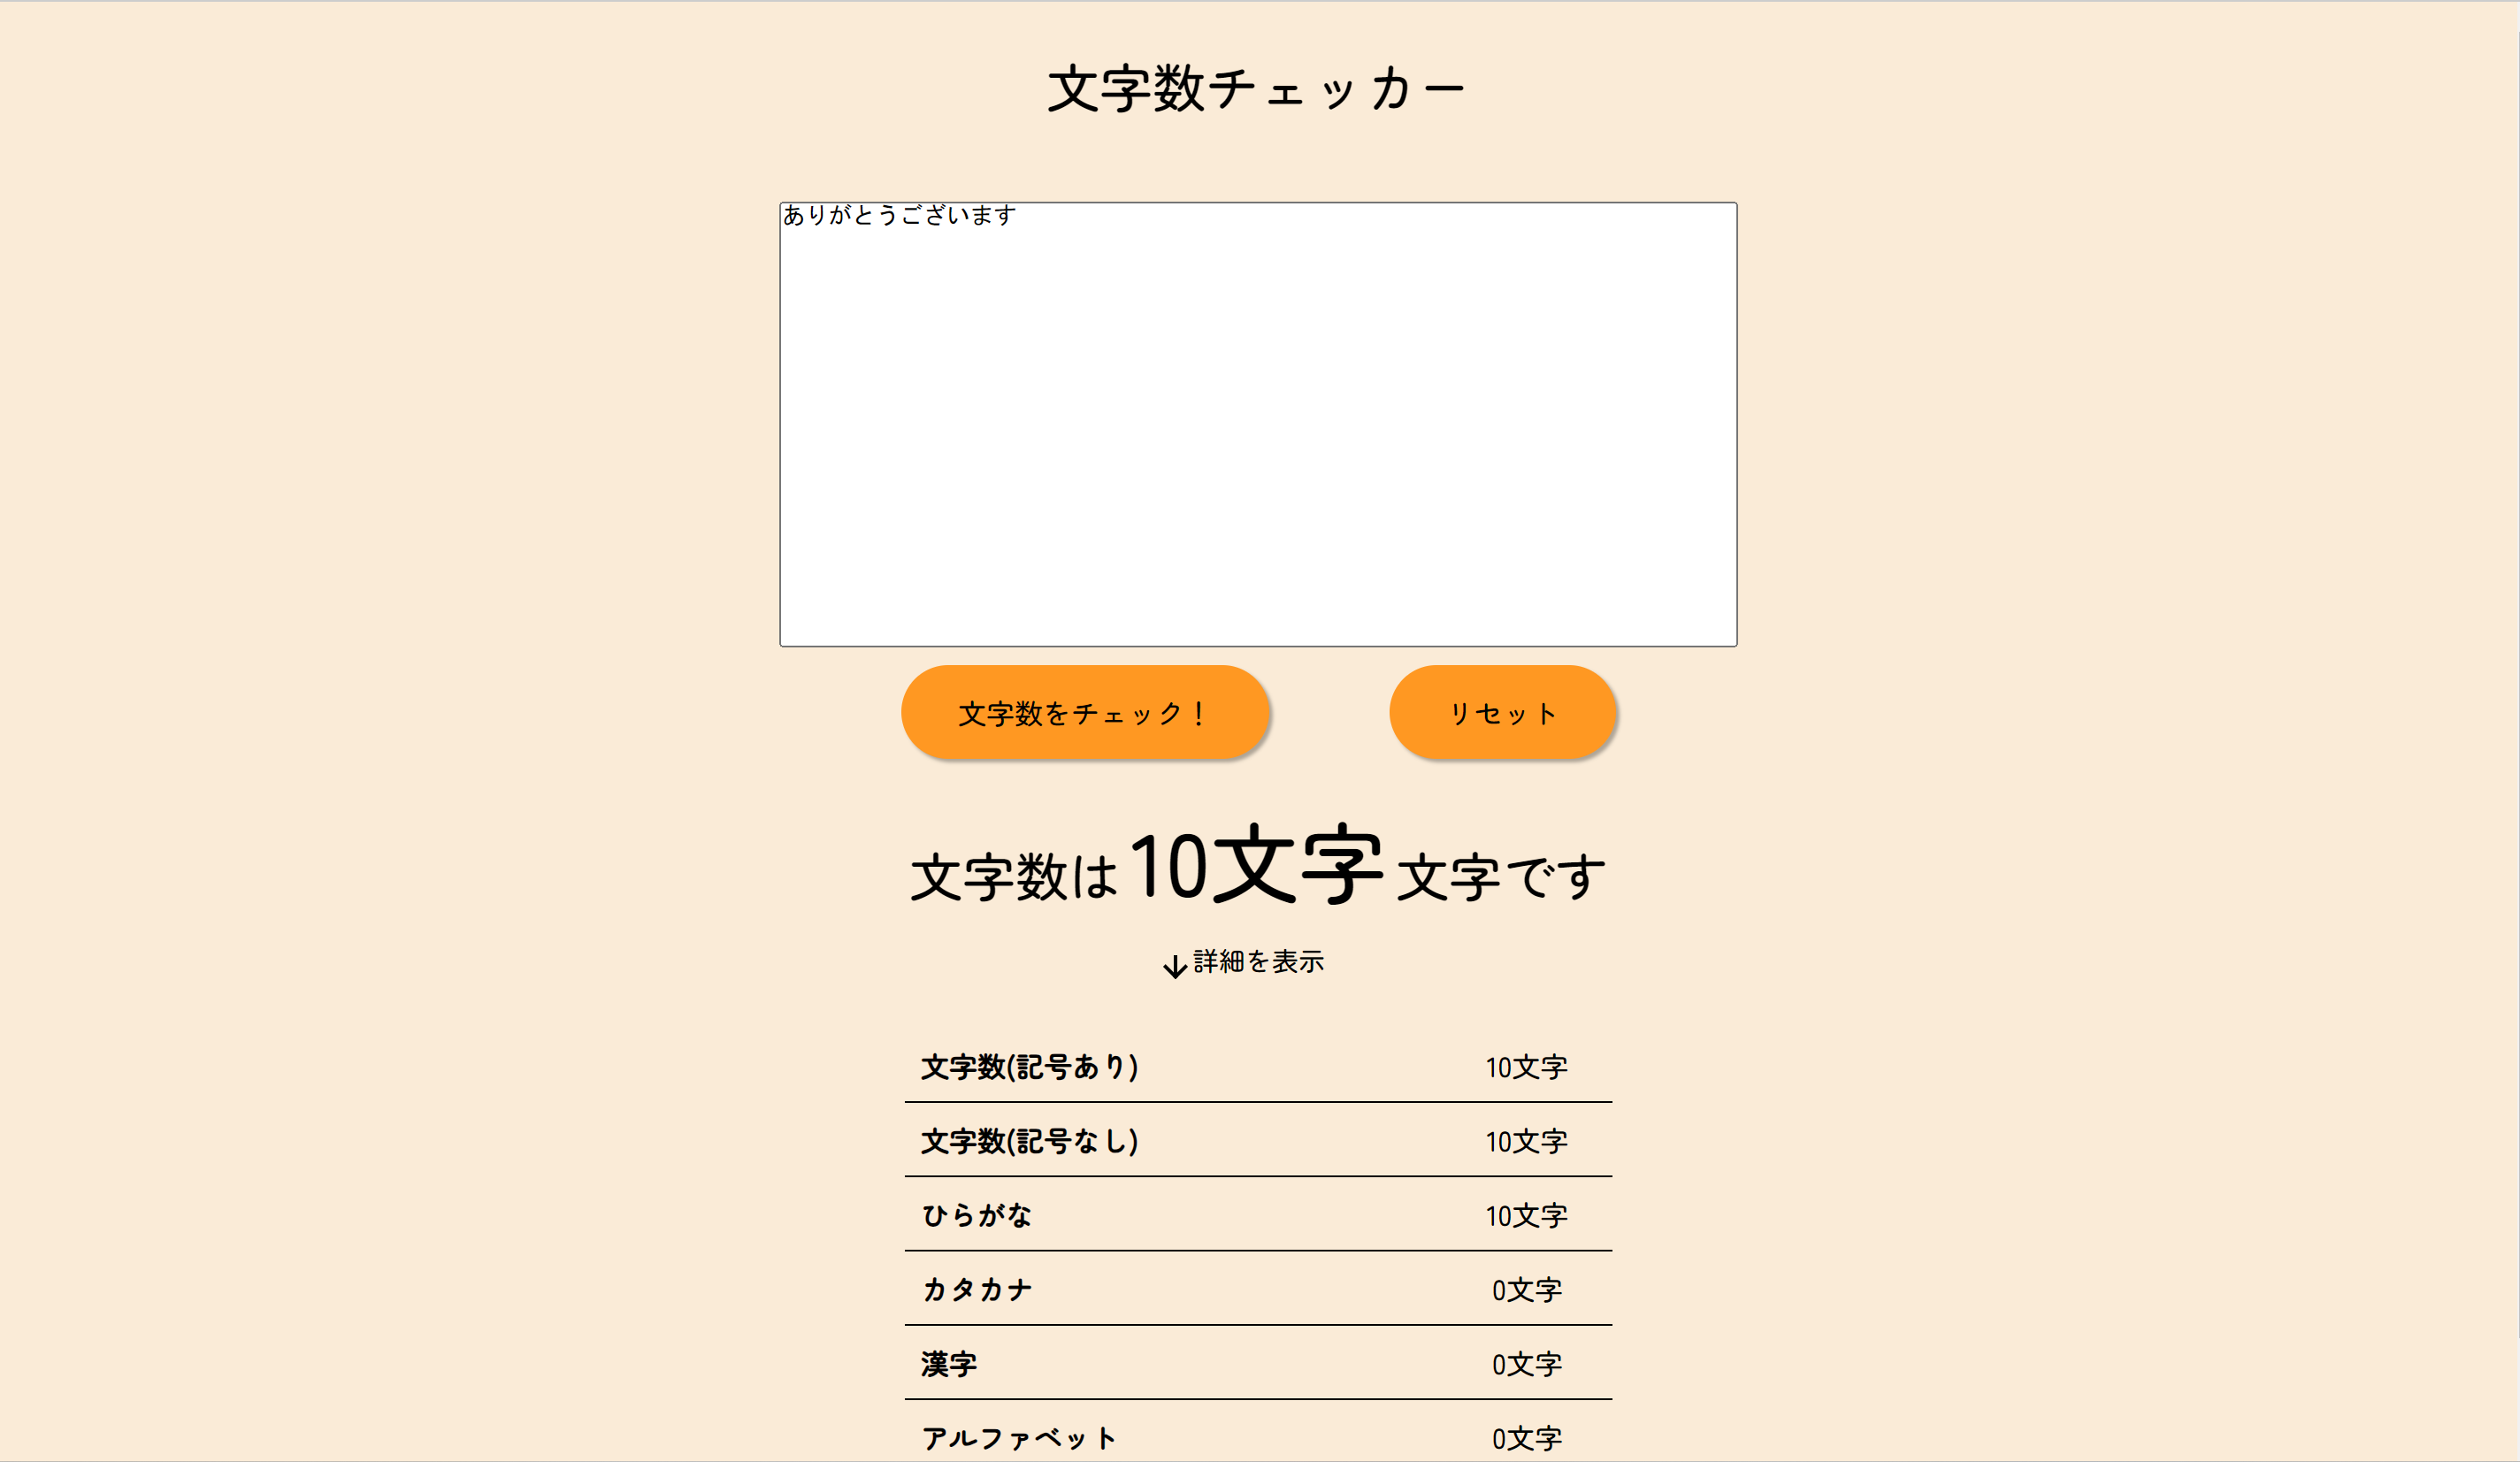 文字数チェッカー
ありがとうございます
文字数をチェック！ リセット
文字数は 10文字 文字です
↓詳細を表示
文字数(記号あり) 10文字
文字数(記号なし) 10文字
ひらがな 10文字
カタカナ 0文字
漢字 0文字
アルファベット 0文字